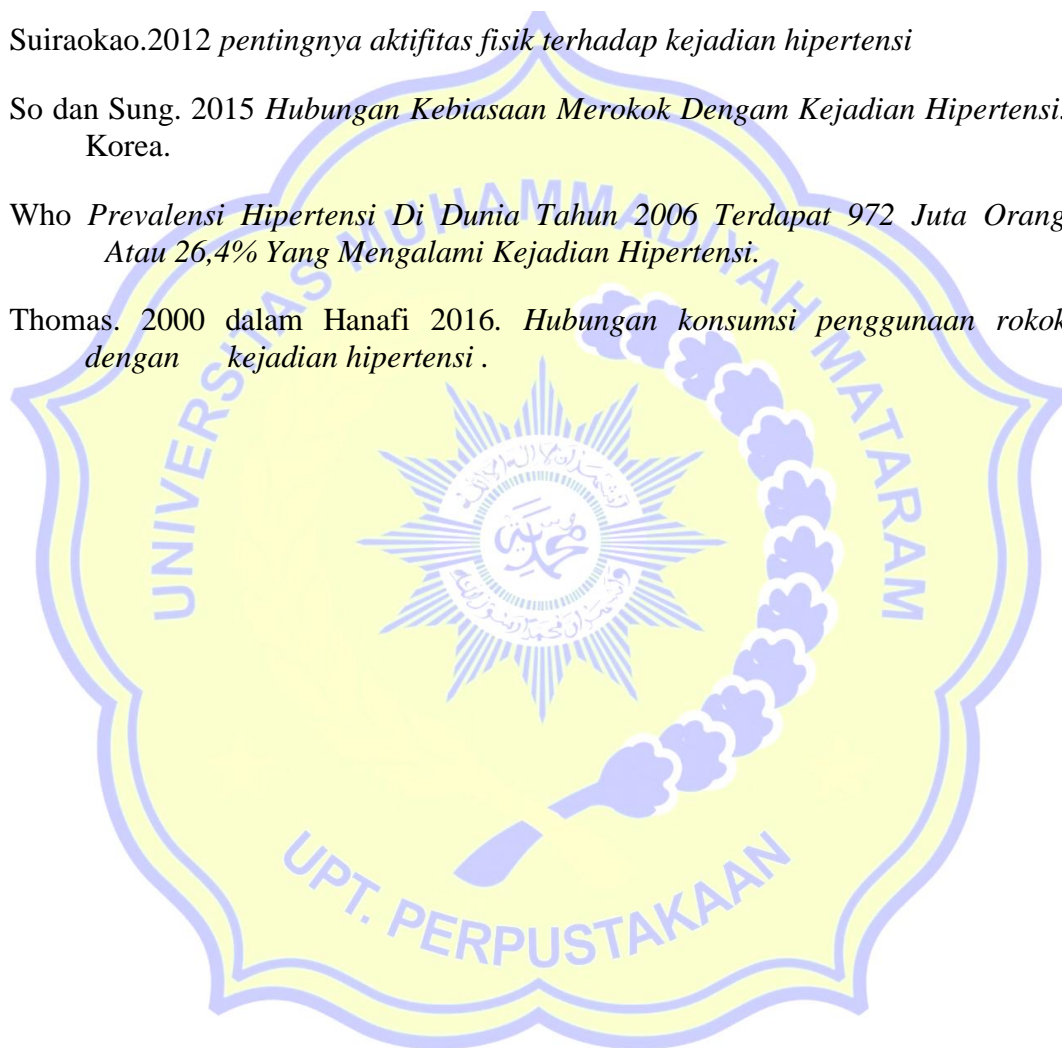 Suiraokao.2012 pentingnya aktifitas fisik terhadap kejadian hipertensi
So dan Sung. 2015 Hubungan Kebiasaan Merokok Dengam Kejadian Hipertensi.
Korea.
Who Prevalensi Hipertensi Di Dunia Tahun 2006 Terdapat 972 Juta Orang
Atau 26,4% Yang Mengalami Kejadian Hipertensi.
Thomas. 2000 dalam Hanafi 2016. Hubungan konsumsi penggunaan rokok
dengan kejadian hipertensi .
UNIVERSITAS MUHAMMADIYAH MATARAM
UPT. PERPUSTAKAAN